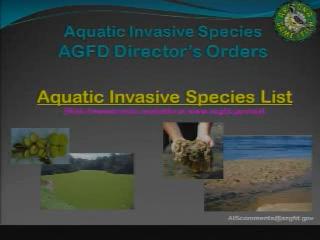 Aquatic Invasive Species
AGFD Director's Orders
Aquatic Invasive Species List
AIScomments@azgfd.gov